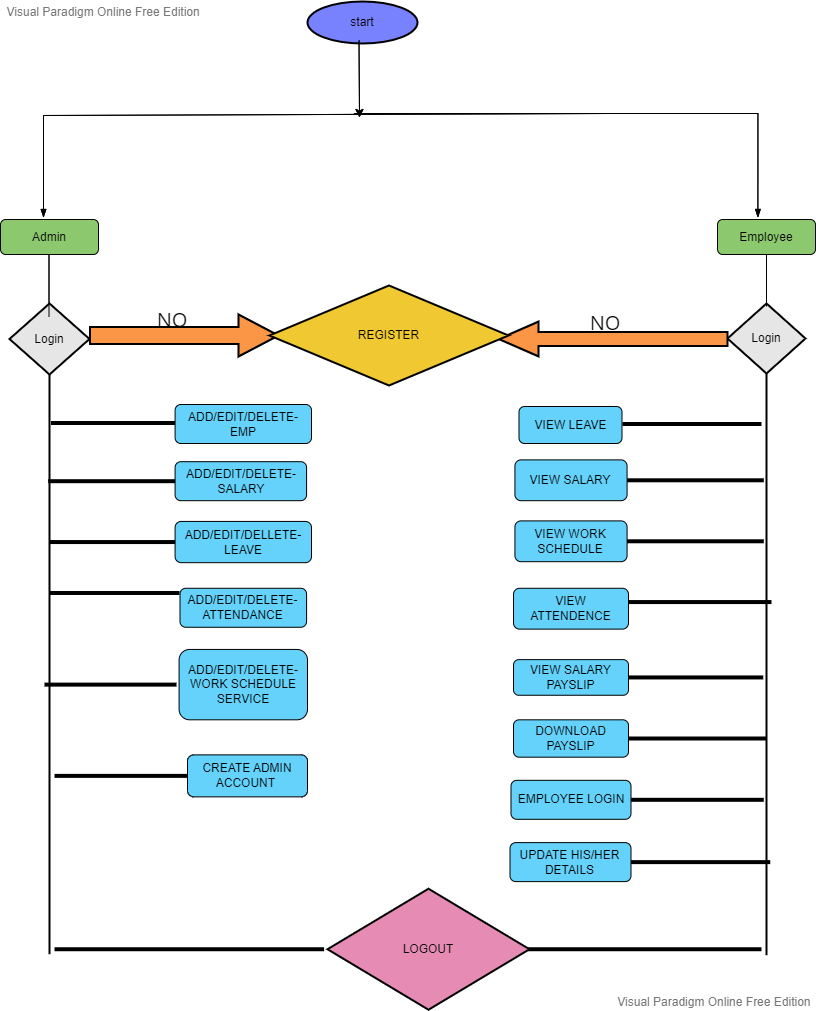 Visual Paradigm Online Free Edition
start
Admin
Employee
Login
NO
REGISTER
NO
Login
ADD/EDIT/DELETE-
EMP
ADD/EDIT/DELETE-
SALARY
ADD/EDIT/DELLETE-
LEAVE
ADD/EDIT/DELETE-
ATTENDANCE
ADD/EDIT/DELETE-
WORK SCHEDULE
SERVICE
CREATE ADMIN
ACCOUNT
VIEW LEAVE
VIEW SALARY
VIEW WORK
SCHEDULE
VIEW
ATTENDENCE
VIEW SALARY
PAYSLIP
DOWNLOAD
PAYSLIP
EMPLOYEE LOGIN
UPDATE HIS/HER
DETAILS
LOGOUT
Visual Paradigm Online Free Edition